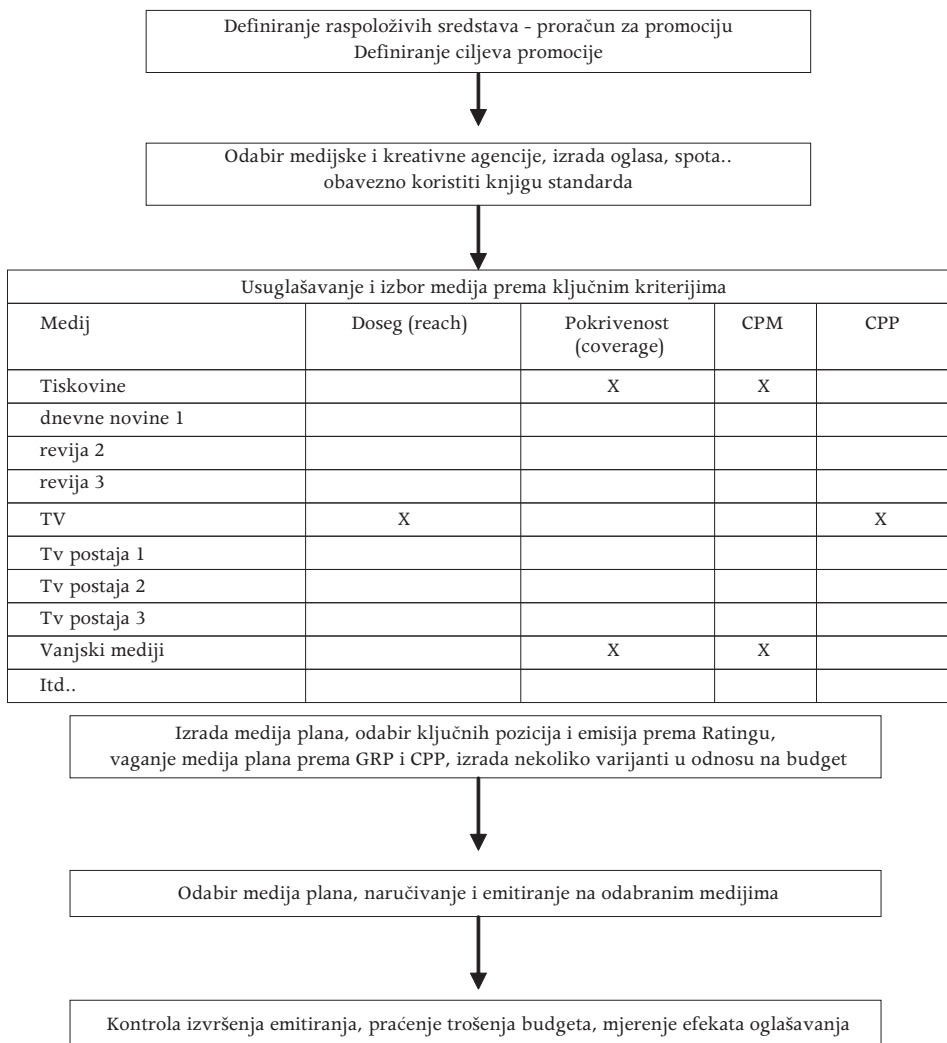 Definiranje raspoloživih sredstava - proračun za promociju
Definiranje ciljeva promocije
Odabir medijske i kreativne agencije, izrada oglasa, spota..
obavezno koristiti knjigu standarda
Usuglašavanje i izbor medija prema ključnim kriterijima
Medij Doseg (reach) Pokrivenost CPM CPP
(coverage)
Tiskovine X X
dnevne novine 1
revija 2
revija 3
TV X X
Tv postaja 1
Tv postaja 2
Tv postaja 3
Vanjski mediji X X
Itd..
Izrada medija plana, odabir ključnih pozicija i emisija prema Ratingu,
vaganje medija plana prema GRP i CPP, izrada nekoliko varijanti u odnosu na budget
Odabir medija plana, naručivanje i emitiranje na odabranim medijima
Kontrola izvršenja emitiranja, praćenje trošenja budgeta, mjerenje efekata oglašavanja